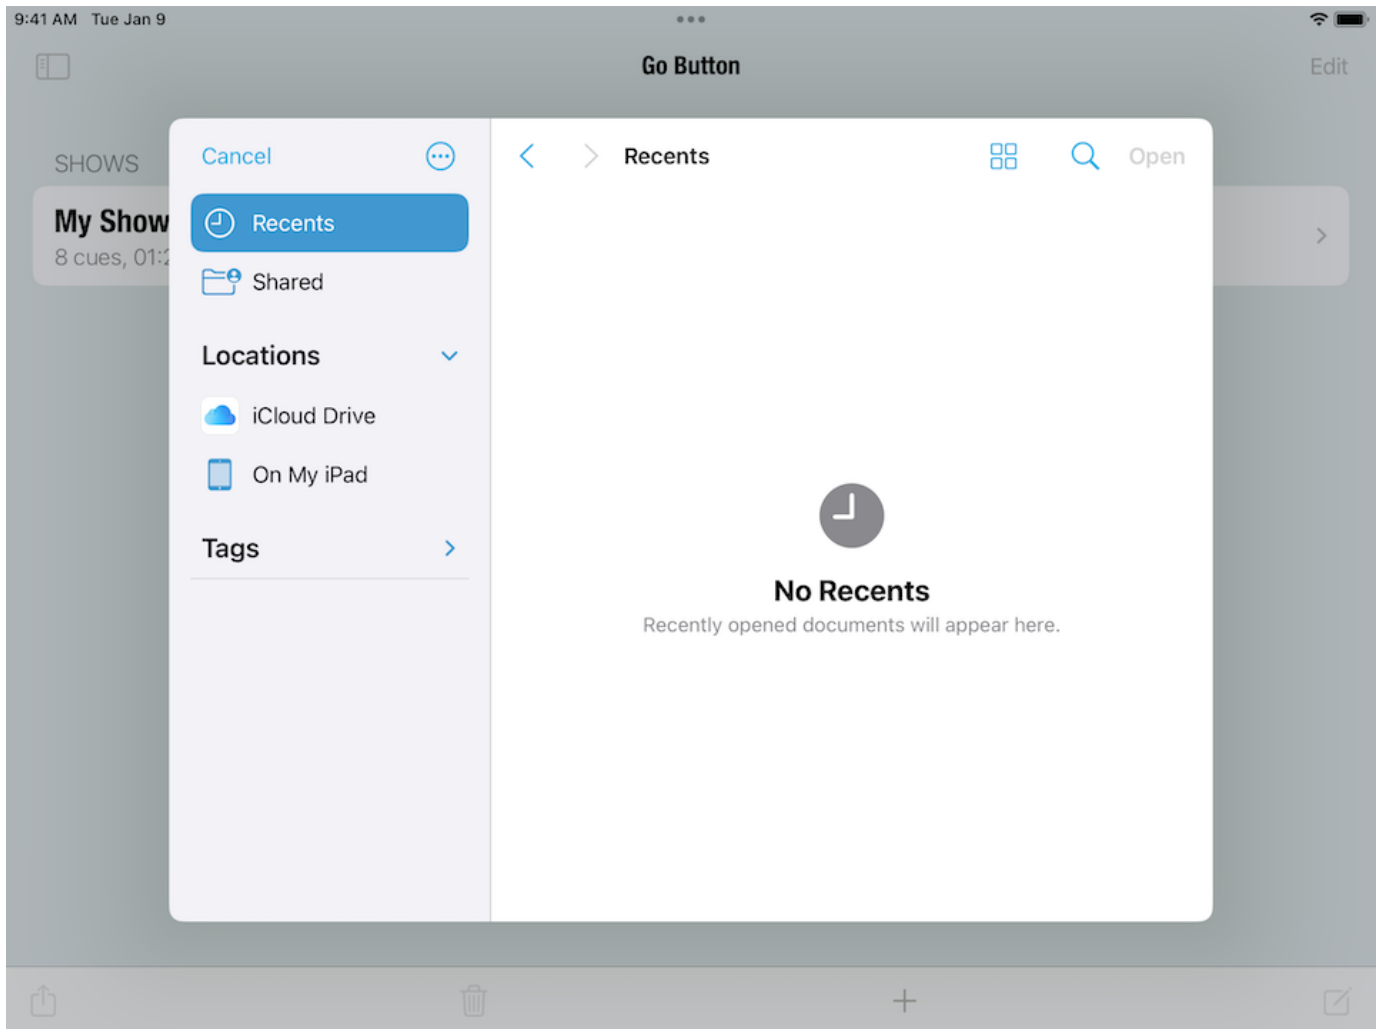 9:41 AM Tue Jan 9
Go Button
Edit
SHOWS
My Show
8 cues, 01:2
Cancel
Recents
Shared
Locations
iCloud Drive
On My iPad
Tags
Recents
Open
No Recents
Recently opened documents will appear here.